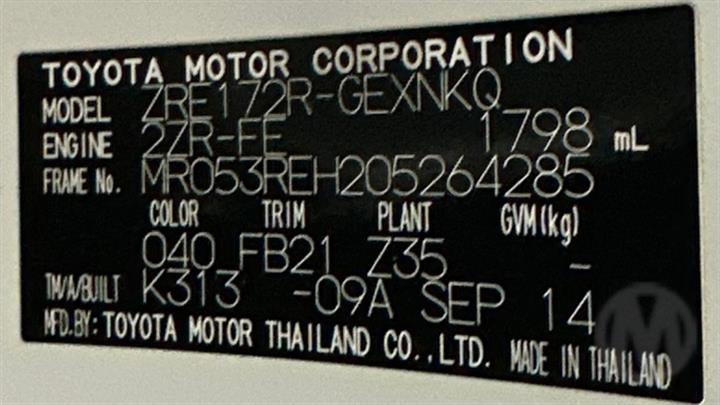 TOYOTA MOTOR CORPORATION
MODEL ZRE172R-GEXNKQ
ENGINE 2ZR-FE 1798 mL
FRAME No. MR053REH205264285
COLOR TRIM PLANT GVM(kg)
040 FB21 Z35 -
TM/A/BUILT K313 -09A SEP 14
MFD.BY:TOYOTA MOTOR THAILAND CO.,LTD. MADE IN THAILAND
M